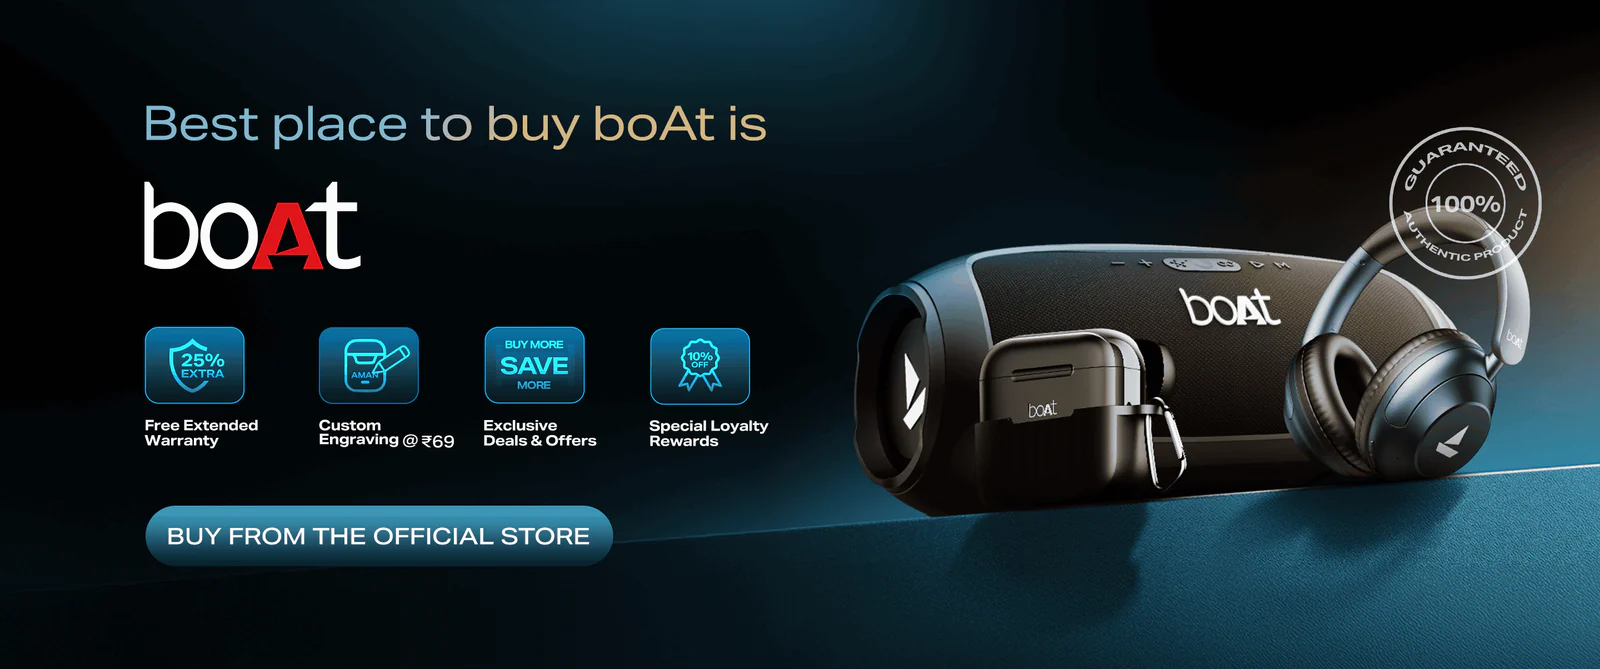 Best place to buy boAt is
boAt
25%
EXTRA
Free Extended
Warranty
AMAN
Custom
Engraving @ ₹69
BUY MORE
SAVE
MORE
Exclusive
Deals & Offers
10%
OFF
Special Loyalty
Rewards
BUY FROM THE OFFICIAL STORE
GUARANTEED
100%
AUTHENTIC PRODUCT
boAt
boAt
boAt